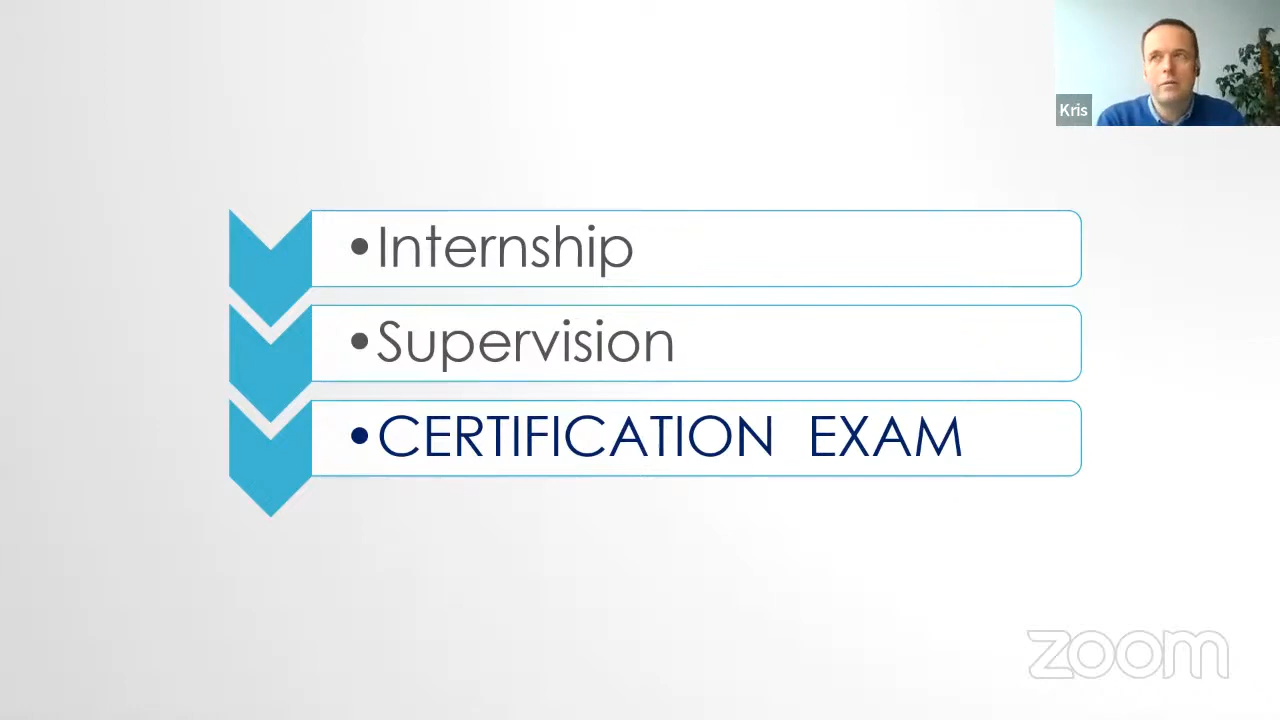 Kris
•Internship
•Supervision
•CERTIFICATION EXAM
zoom